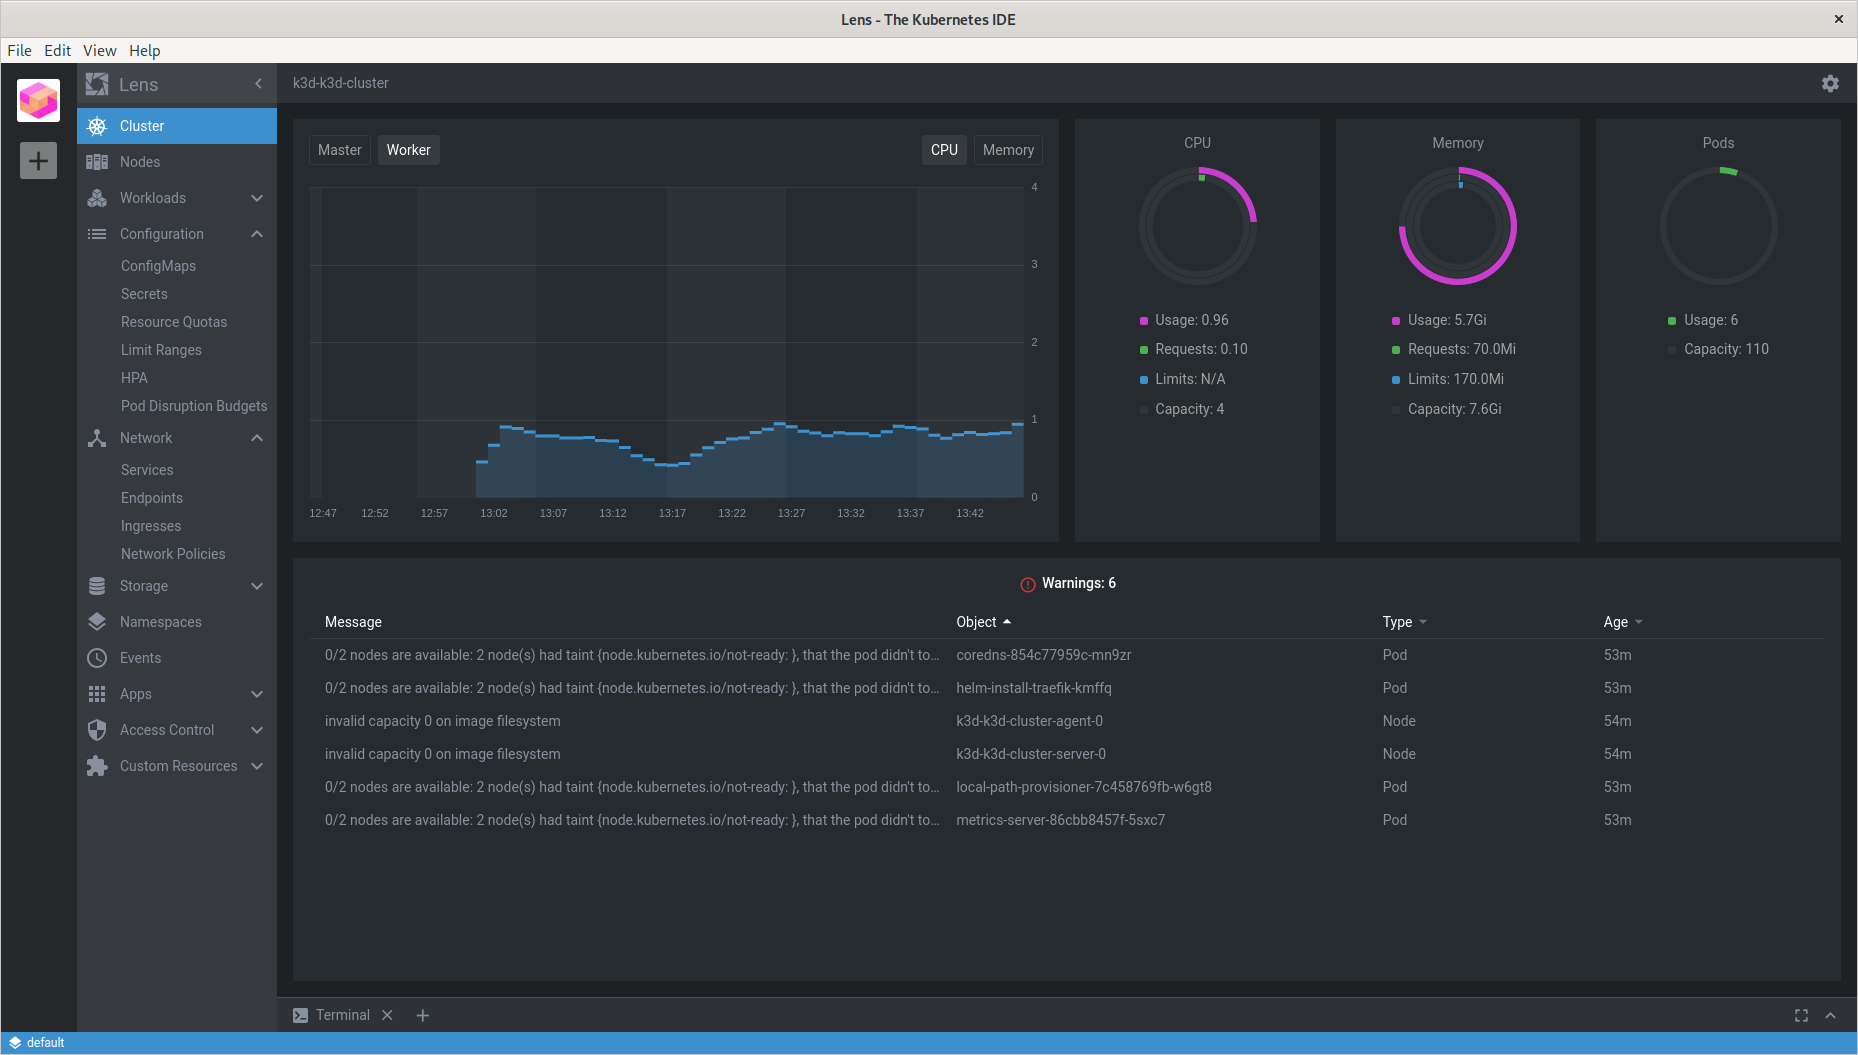 Lens - The Kubernetes IDE
File Edit View Help
Lens
k3d-k3d-cluster
Cluster
Nodes
Workloads
Configuration
ConfigMaps
Secrets
Resource Quotas
Limit Ranges
HPA
Pod Disruption Budgets
Network
Services
Endpoints
Ingresses
Network Policies
Storage
Namespaces
Events
Apps
Access Control
Custom Resources
Master Worker CPU Memory
4
3
2
1
0
12:47 12:52 12:57 13:02 13:07 13:12 13:17 13:22 13:27 13:32 13:37 13:42
CPU
Usage: 0.96
Requests: 0.10
Limits: N/A
Capacity: 4
Memory
Usage: 5.7Gi
Requests: 70.0Mi
Limits: 170.0Mi
Capacity: 7.6Gi
Pods
Usage: 6
Capacity: 110
Warnings: 6
Message Object Type Age
0/2 nodes are available: 2 node(s) had taint {node.kubernetes.io/not-ready: }, that the pod didn't to... coredns-854c77959c-mn9zr Pod 53m
0/2 nodes are available: 2 node(s) had taint {node.kubernetes.io/not-ready: }, that the pod didn't to... helm-install-traefik-kmffq Pod 53m
invalid capacity 0 on image filesystem k3d-k3d-cluster-agent-0 Node 54m
invalid capacity 0 on image filesystem k3d-k3d-cluster-server-0 Node 54m
0/2 nodes are available: 2 node(s) had taint {node.kubernetes.io/not-ready: }, that the pod didn't to... local-path-provisioner-7c458769fb-w6gt8 Pod 53m
0/2 nodes are available: 2 node(s) had taint {node.kubernetes.io/not-ready: }, that the pod didn't to... metrics-server-86cbb8457f-5sxc7 Pod 53m
Terminal
default